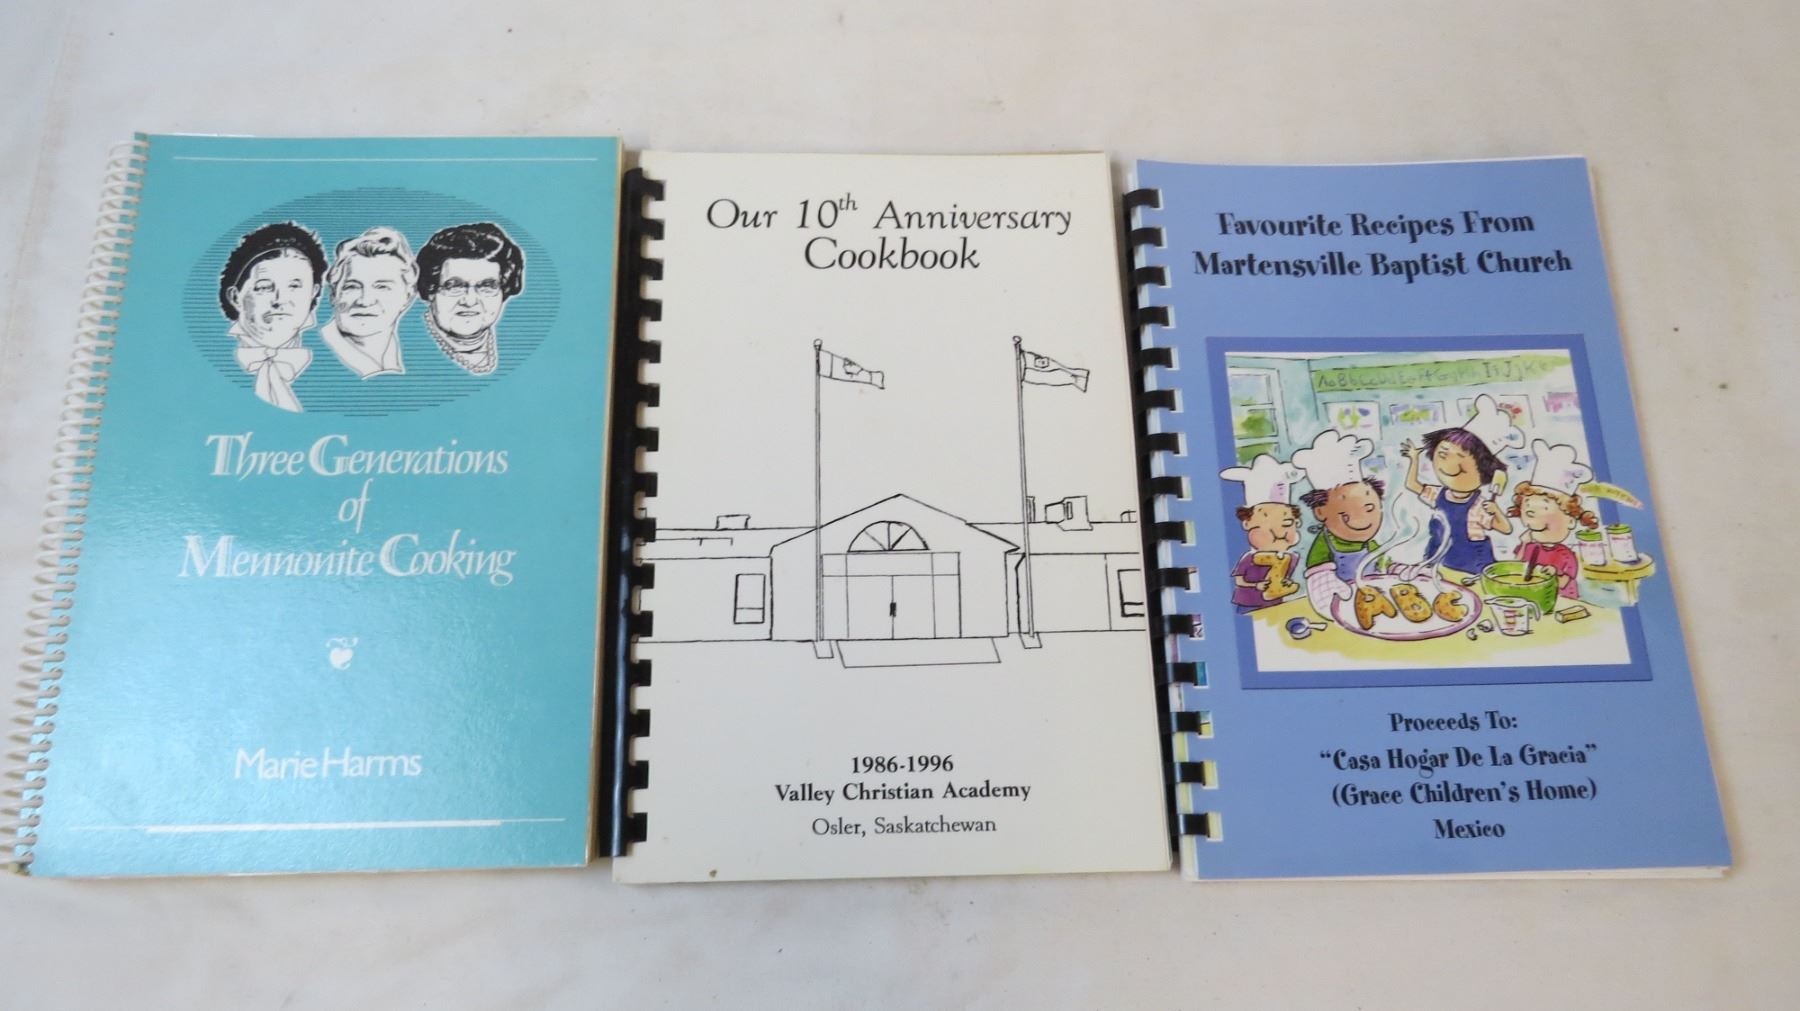 Three Generations
of
Mennonite Cooking
Marie Harms
Our 10th Anniversary
Cookbook
1986-1996
Valley Christian Academy
Osler, Saskatchewan
Favourite Recipes From
Martensville Baptist Church
ABC
Proceeds To:
"Casa Hogar De La Gracia"
(Grace Children's Home)
Mexico